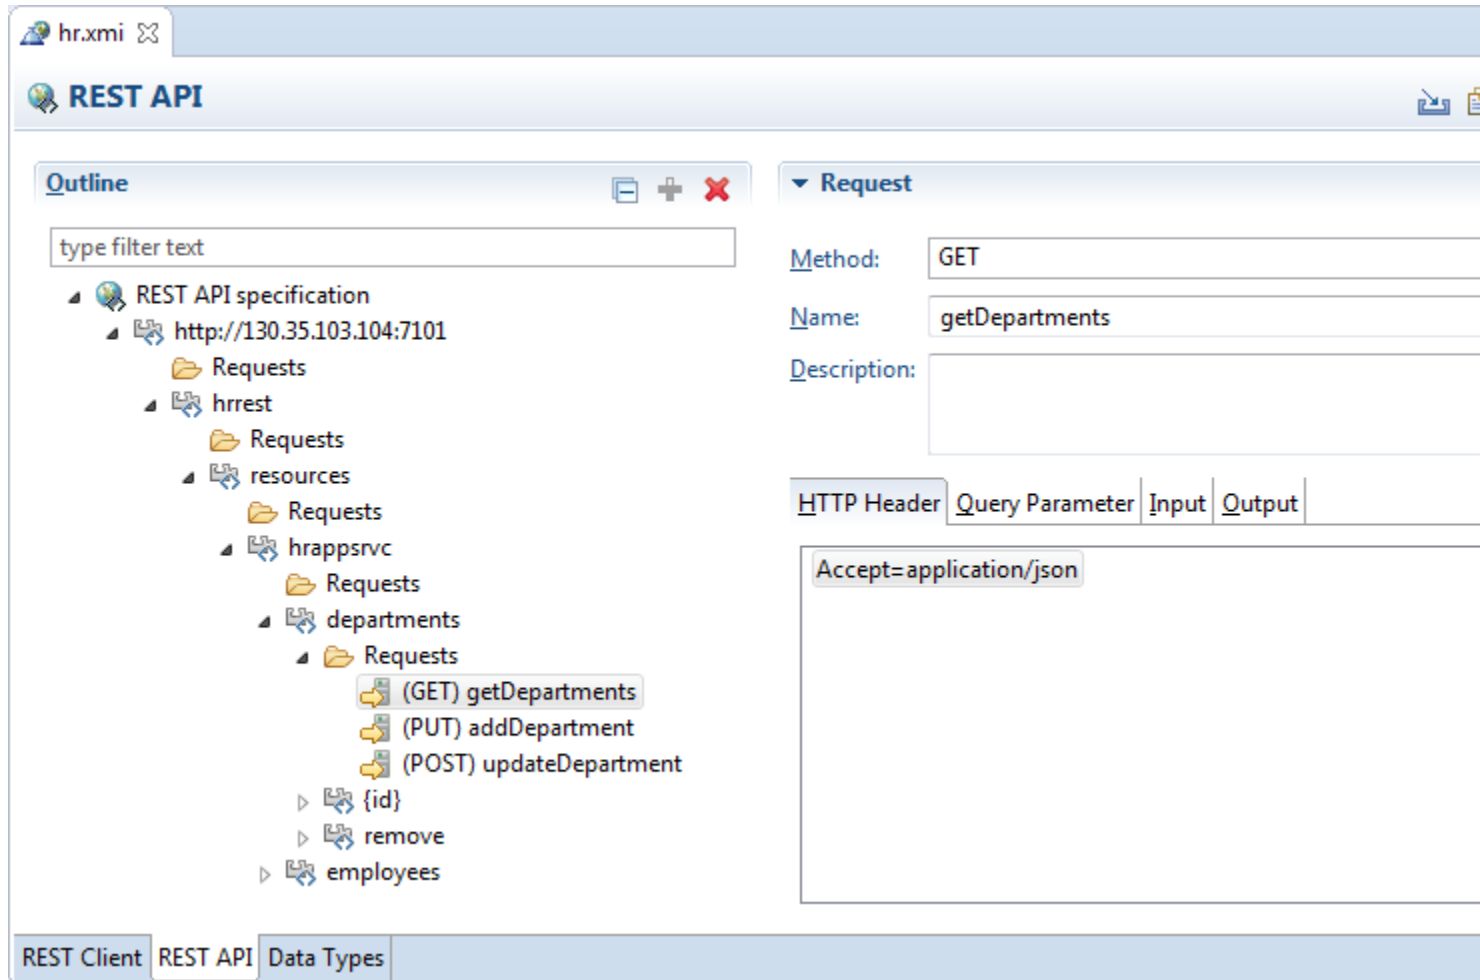 hr.xmi
REST API
Outline
type filter text
REST API specification
http://130.35.103.104:7101
Requests
hrrest
Requests
resources
Requests
hrappsrvc
Requests
departments
Requests
(GET) getDepartments
(PUT) addDepartment
(POST) updateDepartment
{id}
remove
employees
Request
Method: GET
Name: getDepartments
Description:
HTTP Header Query Parameter Input Output
Accept=application/json
REST Client REST API Data Types